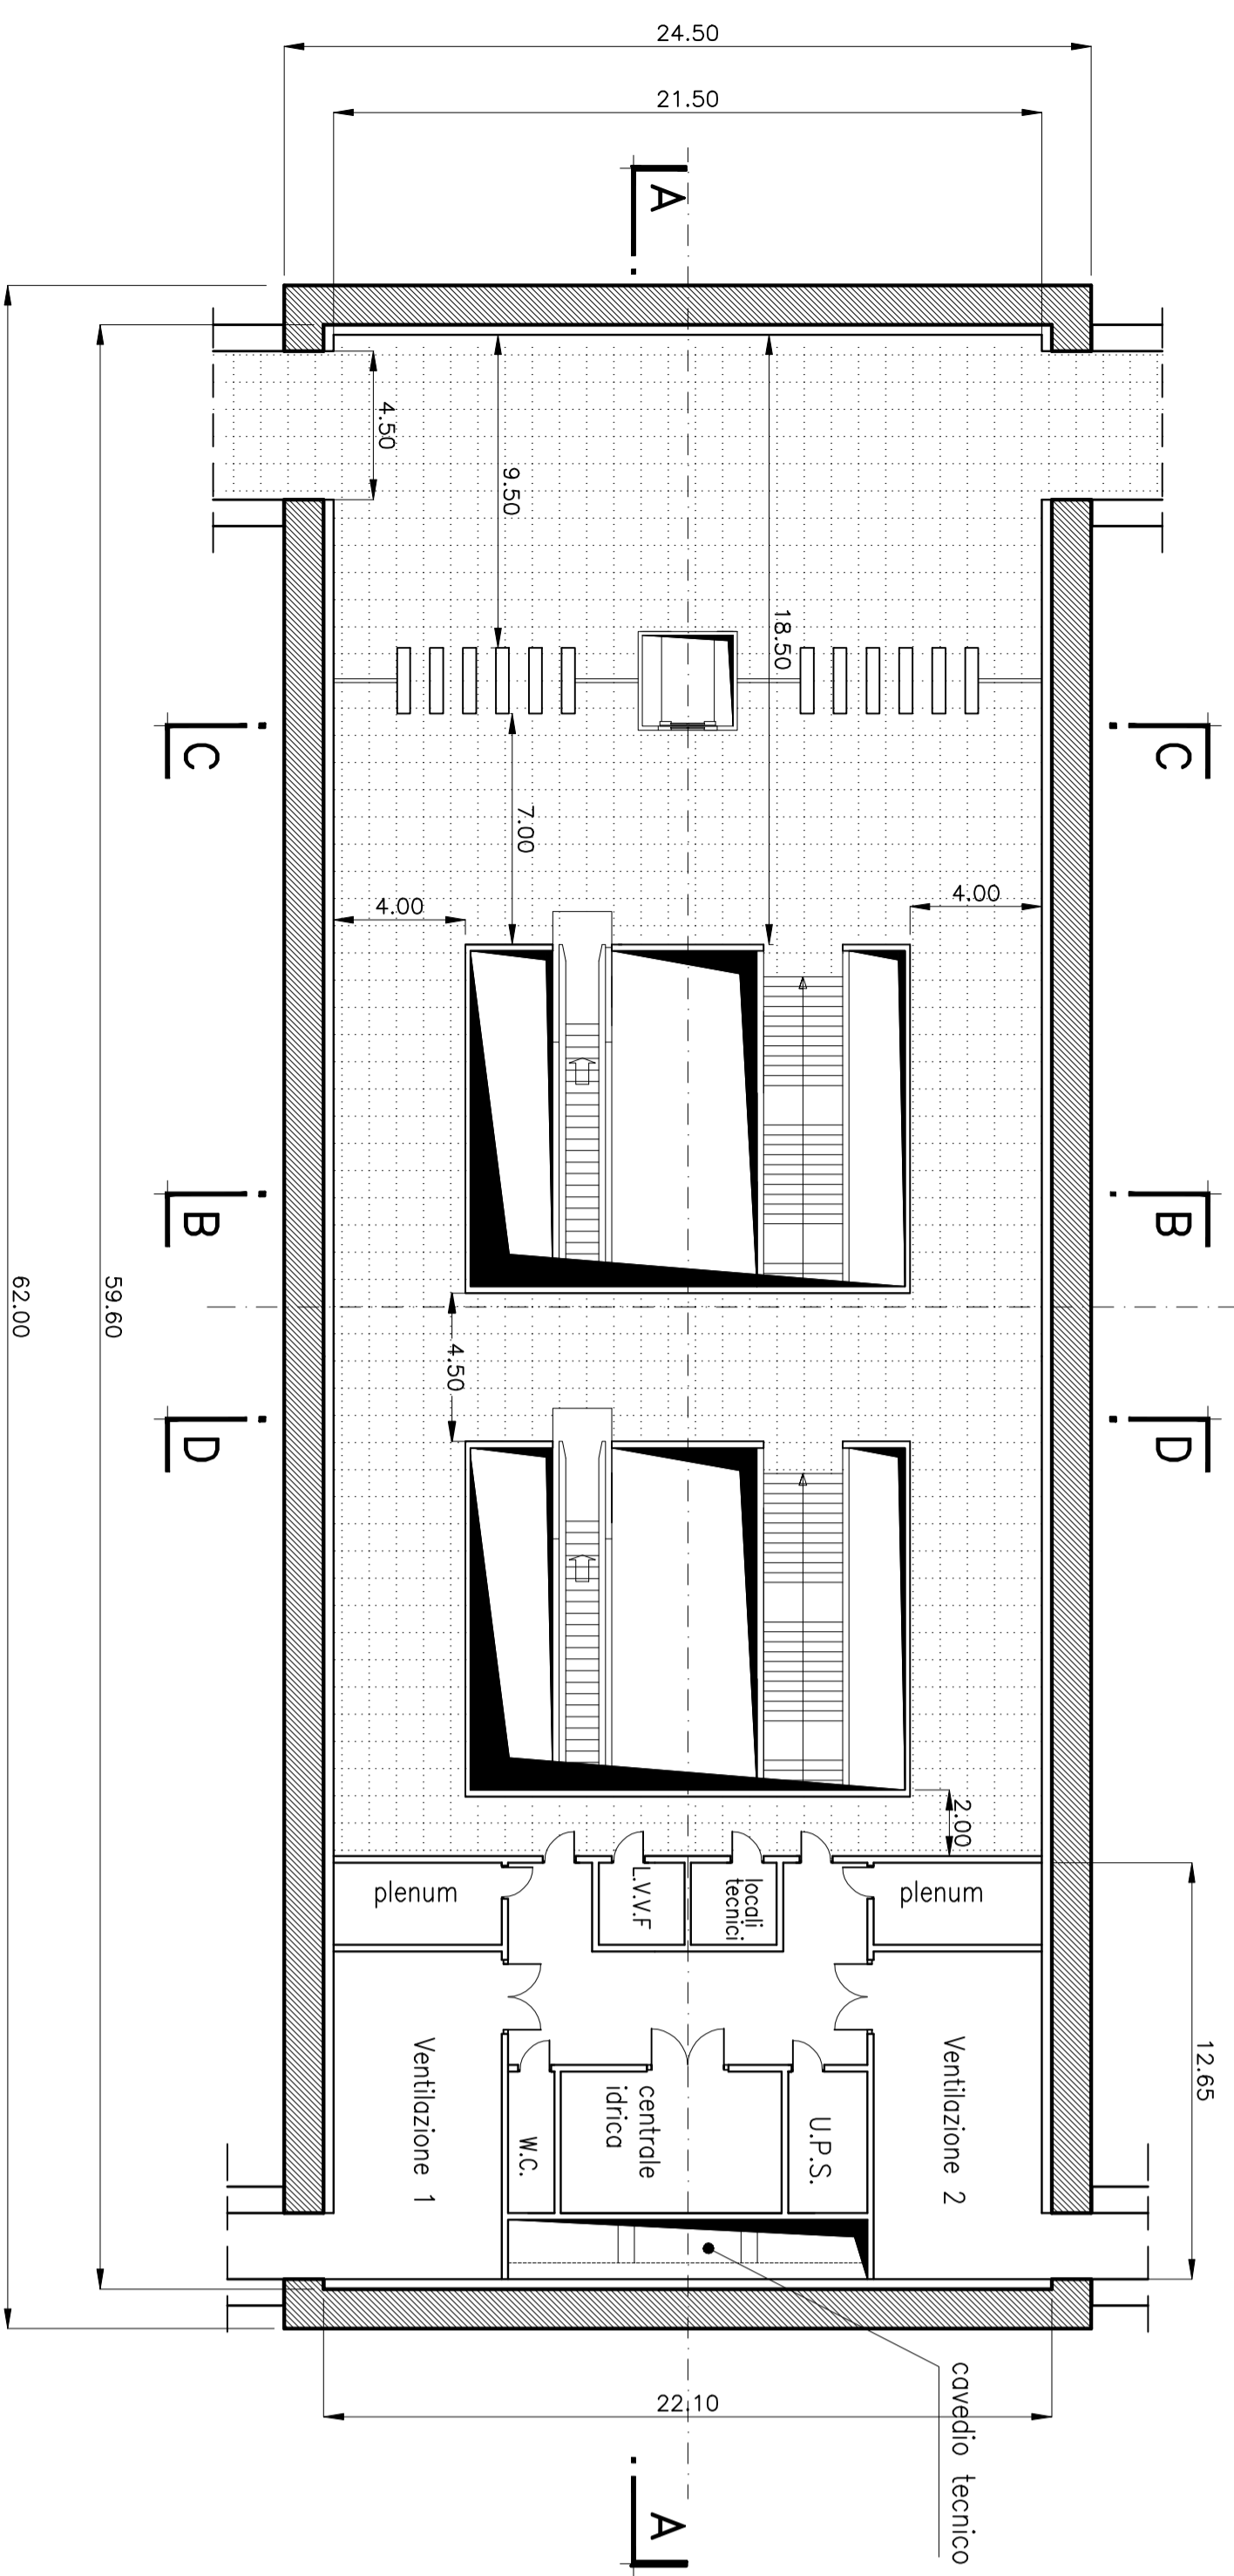 24.50
21.50
A
4.50
9.50
18.50
C
C
7.00
4.00
4.00
B
B
59.60
62.00
4.50
D
D
2.00
plenum
L.V.V.F
locali
tecnici
plenum
12.65
Ventilazione 1
W.C.
centrale
idrica
U.P.S.
Ventilazione 2
22.10
cavedio tecnico
A